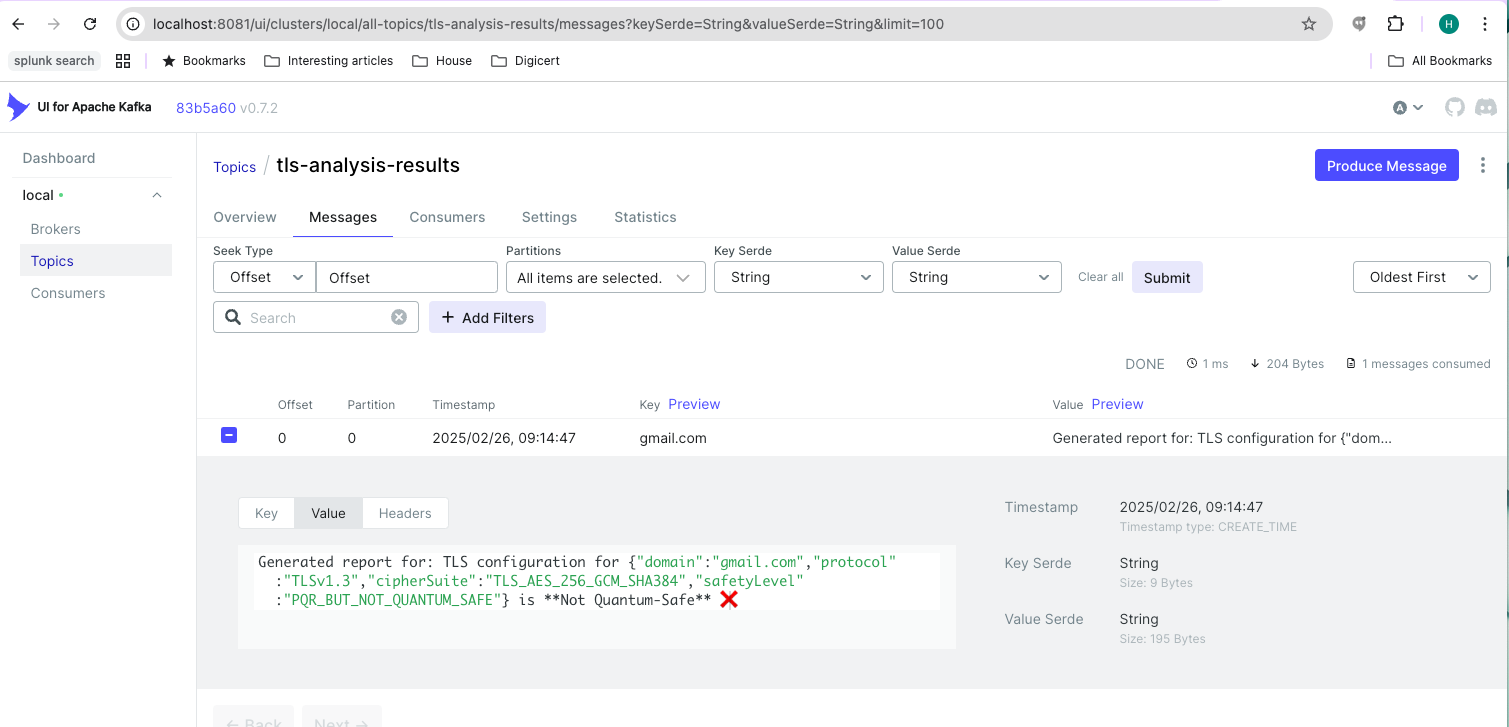 localhost:8081/ui/clusters/local/all-topics/tls-analysis-results/messages?keySerde=String&valueSerde=String&limit=100
H
splunk search Bookmarks Interesting articles House Digicert All Bookmarks
UI for Apache Kafka 83b5a60 v0.7.2 A
Dashboard
local
Brokers
Topics
Consumers
Topics / tls-analysis-results Produce Message
Overview Messages Consumers Settings Statistics
Seek Type Partitions Key Serde Value Serde
Offset Offset All items are selected. String String Clear all Submit Oldest First
Search + Add Filters
DONE 1 ms 204 Bytes 1 messages consumed
Offset Partition Timestamp Key Preview Value Preview
0 0 2025/02/26, 09:14:47 gmail.com Generated report for: TLS configuration for {"dom...
Key Value Headers
Generated report for: TLS configuration for {"domain":"gmail.com","protocol"
:"TLSv1.3","cipherSuite":"TLS_AES_256_GCM_SHA384","safetyLevel"
:"PQR_BUT_NOT_QUANTUM_SAFE"} is **Not Quantum-Safe** ❌
Timestamp 2025/02/26, 09:14:47
Timestamp type: CREATE_TIME
Key Serde String
Size: 9 Bytes
Value Serde String
Size: 195 Bytes
← Back Next →